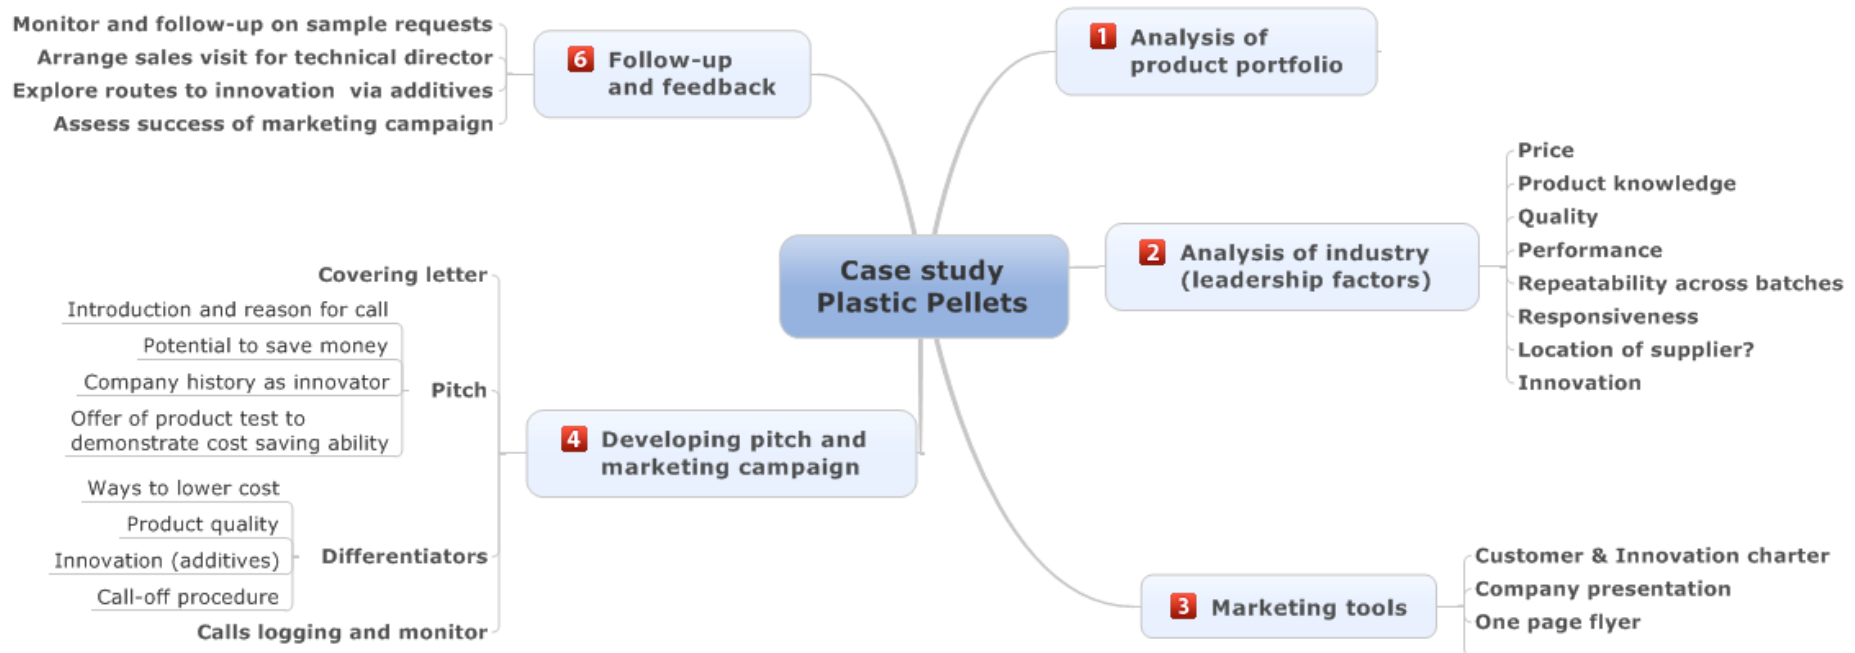 Case study
Plastic Pellets
1 Analysis of
product portfolio
2 Analysis of industry
(leadership factors)
Price
Product knowledge
Quality
Performance
Repeatability across batches
Responsiveness
Location of supplier?
Innovation
3 Marketing tools
Customer & Innovation charter
Company presentation
One page flyer
4 Developing pitch and
marketing campaign
Covering letter
Pitch
Introduction and reason for call
Potential to save money
Company history as innovator
Offer of product test to
demonstrate cost saving ability
Differentiators
Ways to lower cost
Product quality
Innovation (additives)
Call-off procedure
Calls logging and monitor
6 Follow-up
and feedback
Monitor and follow-up on sample requests
Arrange sales visit for technical director
Explore routes to innovation via additives
Assess success of marketing campaign